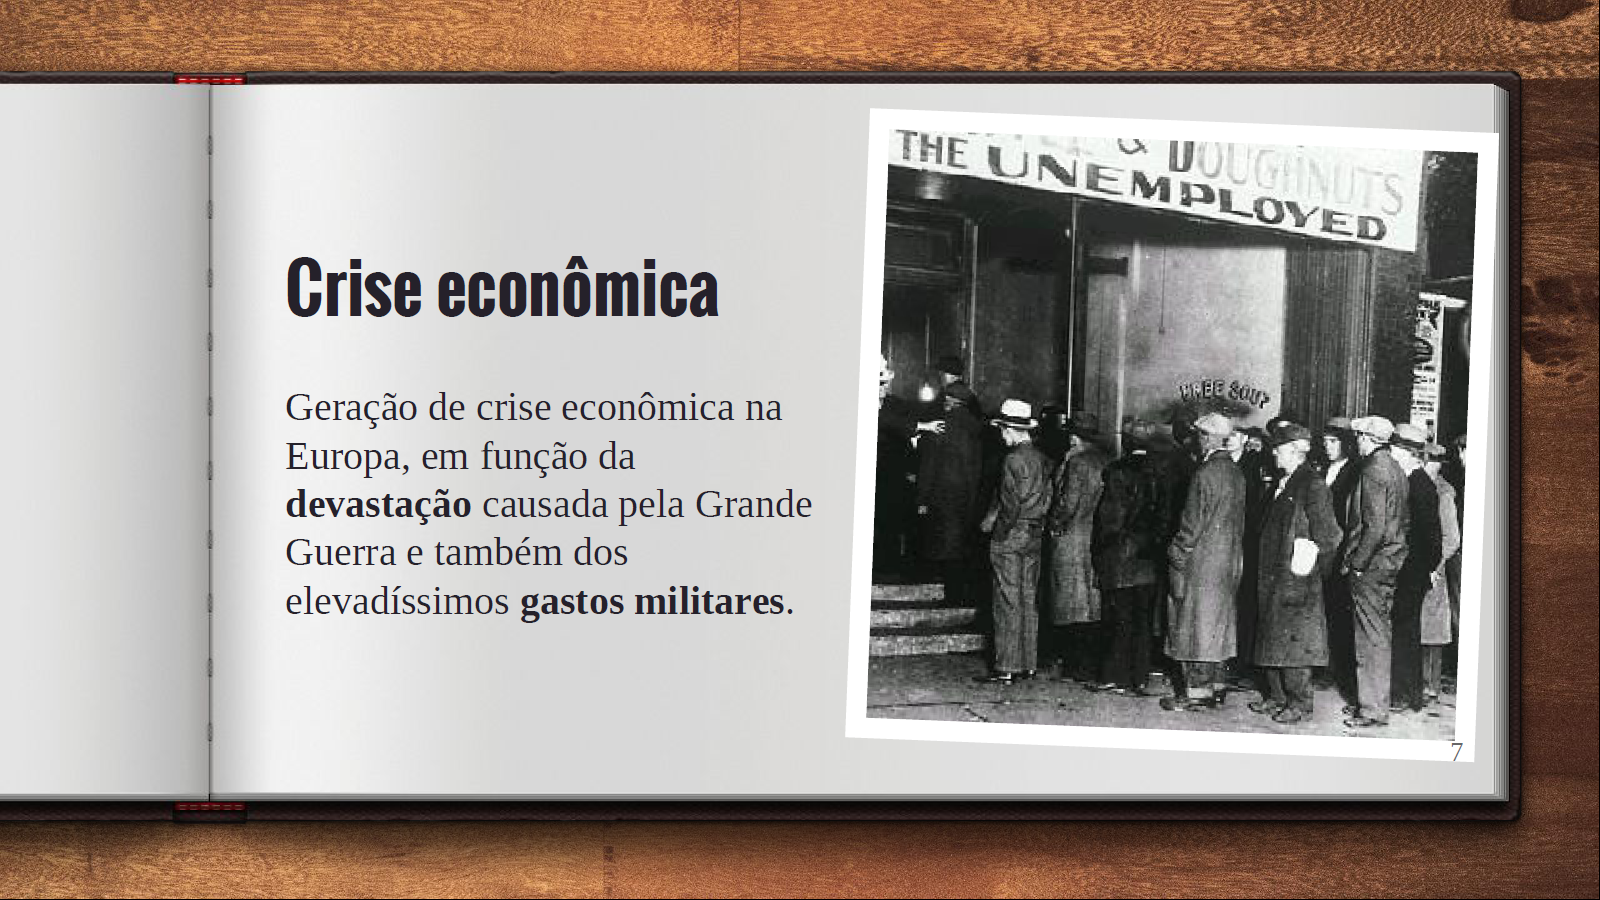 & DOUGHNUTS
THE UNEMPLOYED
FREE SOUP
Crise econômica
Geração de crise econômica na
Europa, em função da
devastação causada pela Grande
Guerra e também dos
elevadíssimos gastos militares.
7